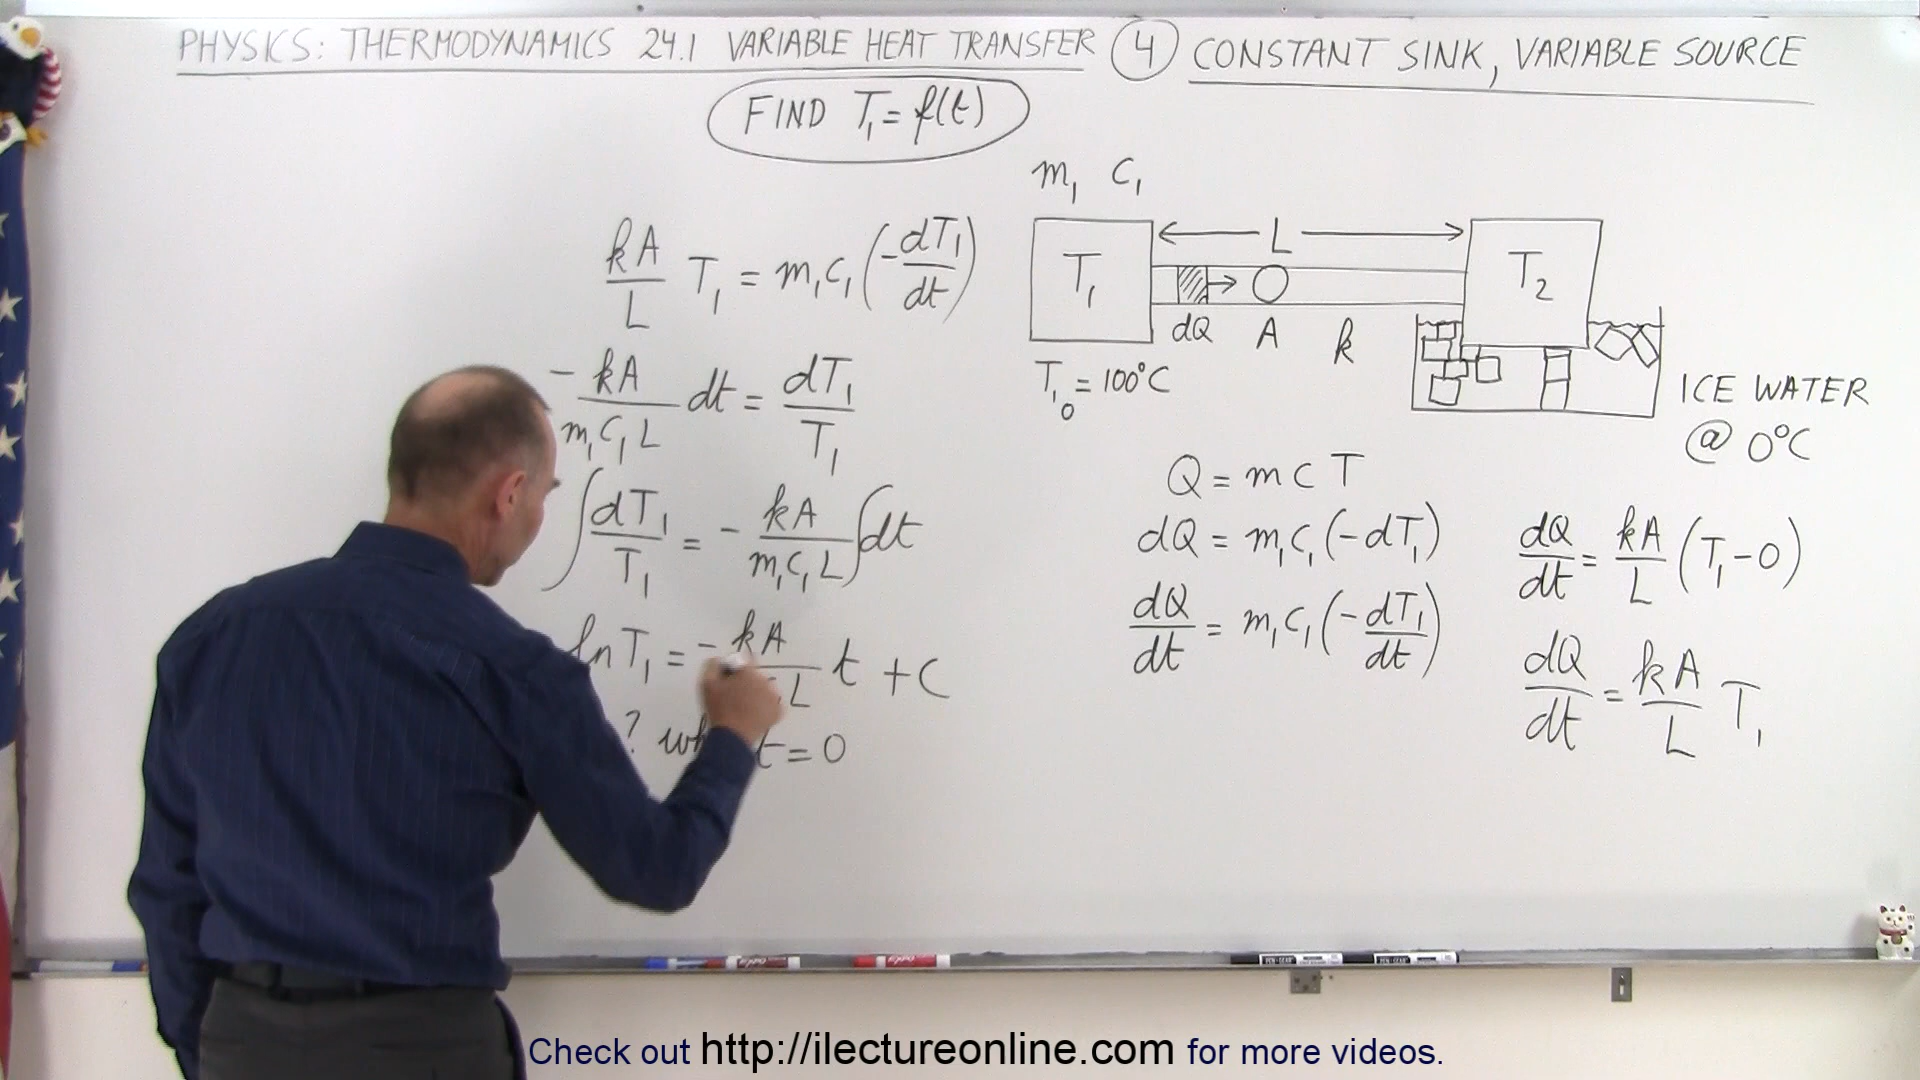 PHYSICS: THERMODYNAMICS 24.1 VARIABLE HEAT TRANSFER ④ CONSTANT SINK, VARIABLE SOURCE
FIND T₁ = f(t)
kA/L T₁ = m₁c₁(-dT₁/dt)
-kA/m₁c₁L dt = dT₁/T₁
∫dT₁/T₁ = -kA/m₁c₁L ∫dt
ln T₁ = -kA/ L t + C
? t = 0
m₁ c₁
T₁ L T₂
dQ A k
T₁₀ = 100°C
ICE WATER
@ 0°C
Q = m c T
dQ = m₁c₁(-dT₁)
dQ/dt = m₁c₁(-dT₁/dt)
dQ/dt = kA/L (T₁-0)
dQ/dt = kA/L T₁
Check out http://ilectureonline.com for more videos.